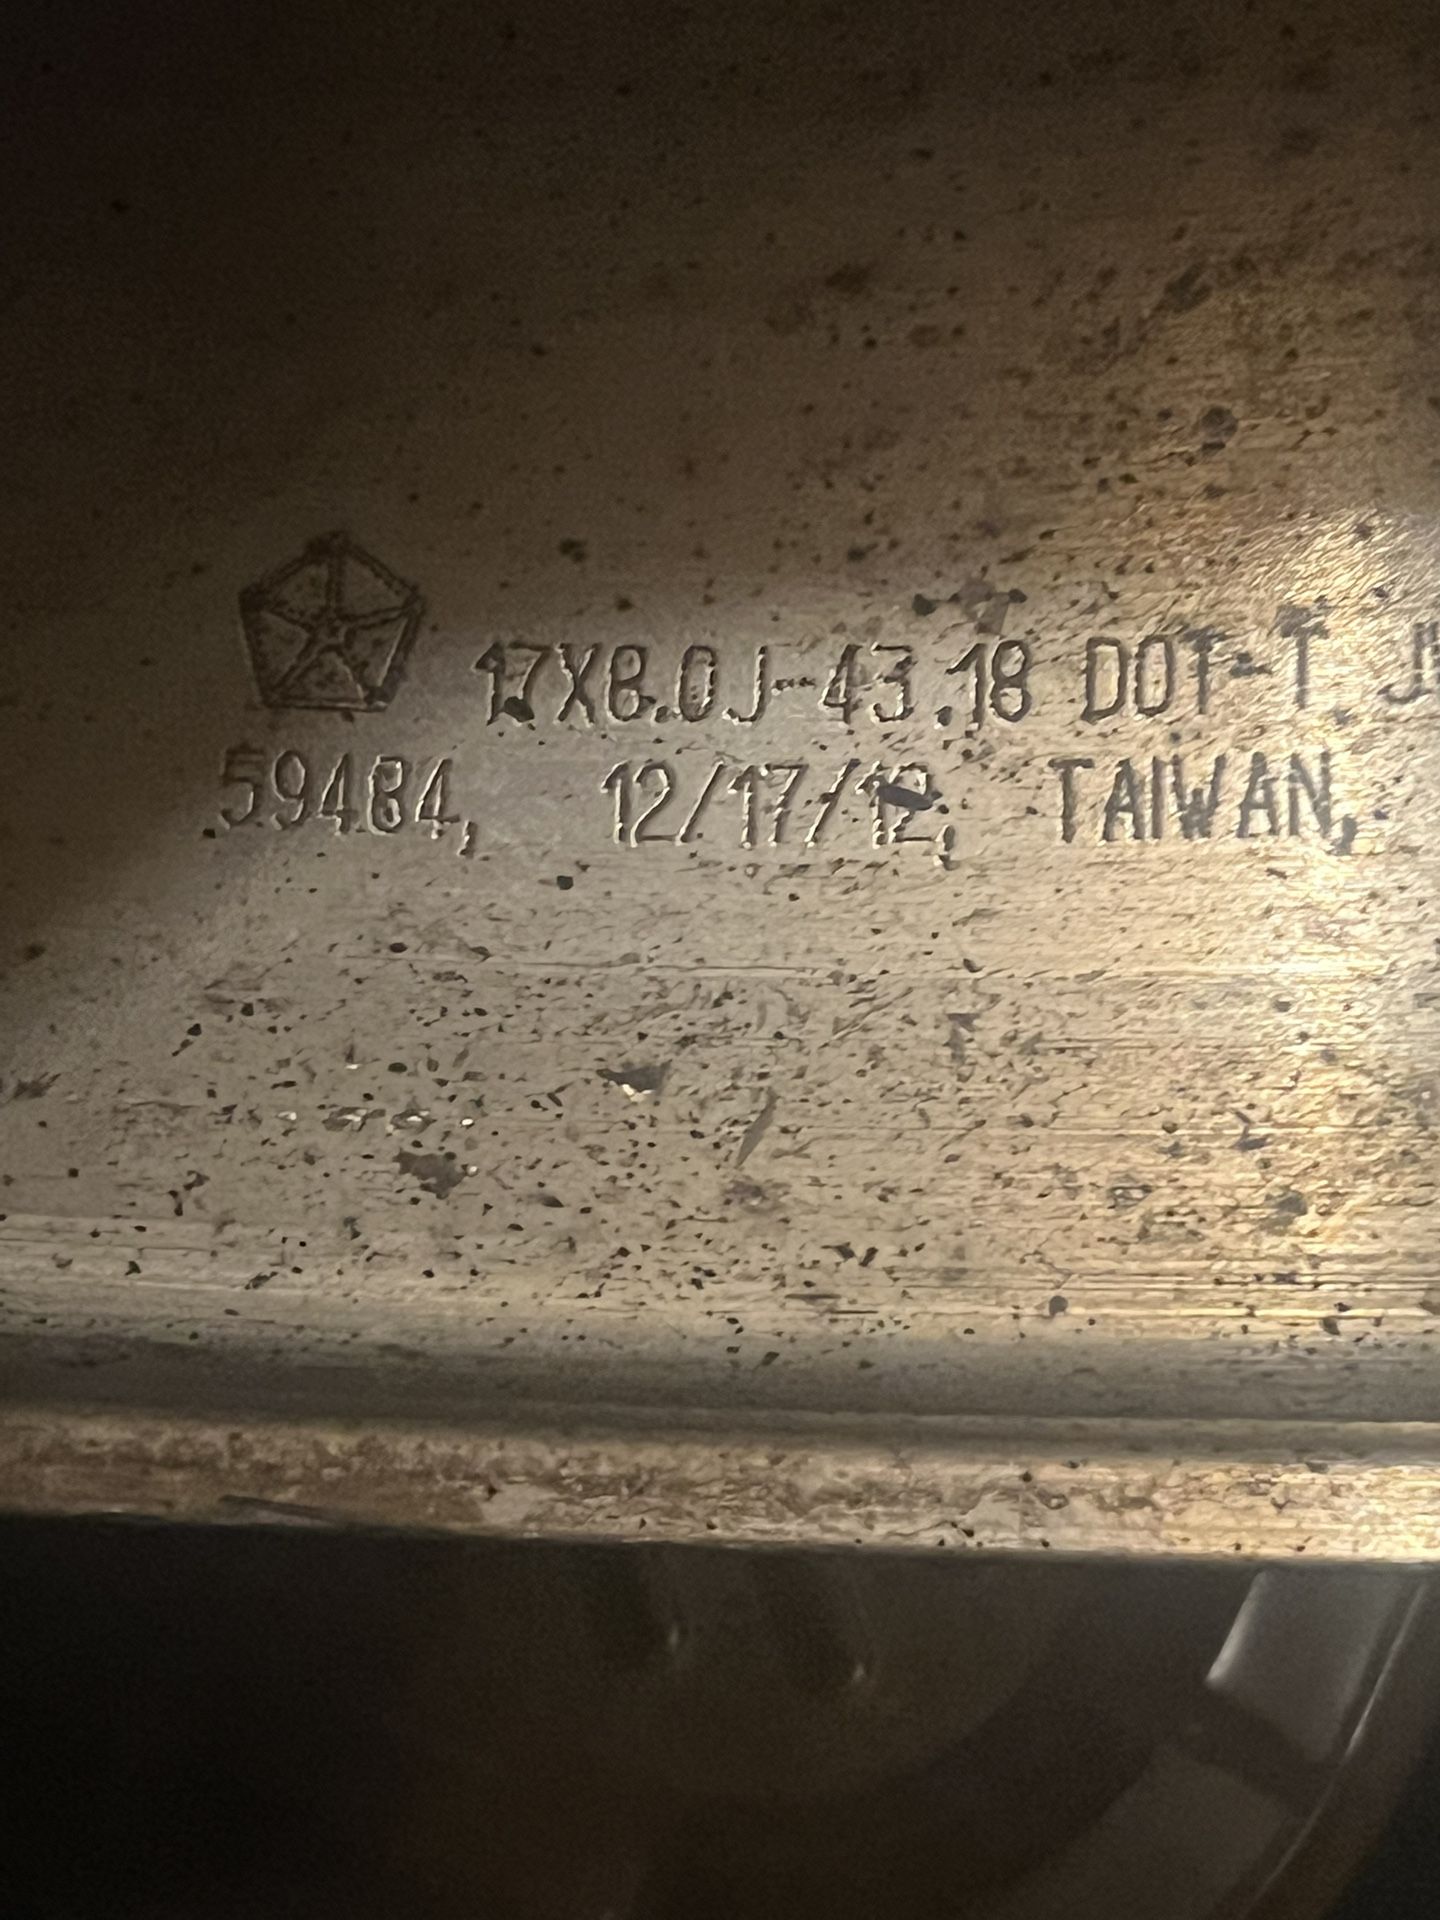 17X8.0J-43.18 DOT-T
59484, 12/17/12, TAIWAN,